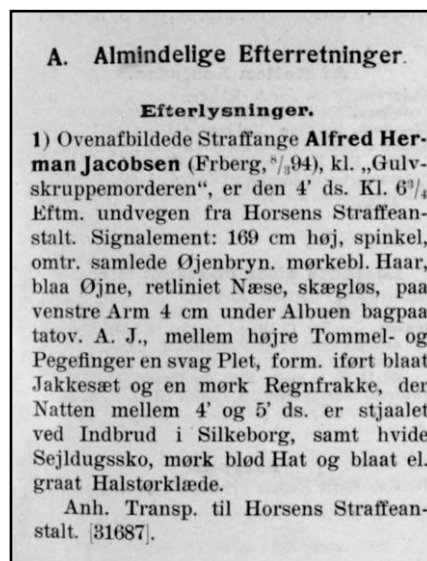 A. Almindelige Efterretninger.
Efterlysninger.
1) Ovenafbildede Straffange Alfred Her-
man Jacobsen (Frberg, ⁸/₃94), kl. „Gulv-
skruppemorderen“, er den 4' ds. Kl. 6³/₄
Eftm. undvegen fra Horsens Straffean-
stalt. Signalement: 169 cm høj, spinkel,
omtr. samlede Øjenbryn. mørkebl. Haar,
blaa Øjne, retliniet Næse, skægløs, paa
venstre Arm 4 cm under Albuen bagpaa
tatov. A. J., mellem højre Tommel- og
Pegefinger en svag Plet, form. iført blaat
Jakkesæt og en mørk Regnfrakke, der
Natten mellem 4' og 5' ds. er stjaalet
ved Indbrud i Silkeborg, samt hvide
Sejldugssko, mørk blød Hat og blaat el.
graat Halstørklæde.
Anh. Transp. til Horsens Straffean-
stalt. [31687].